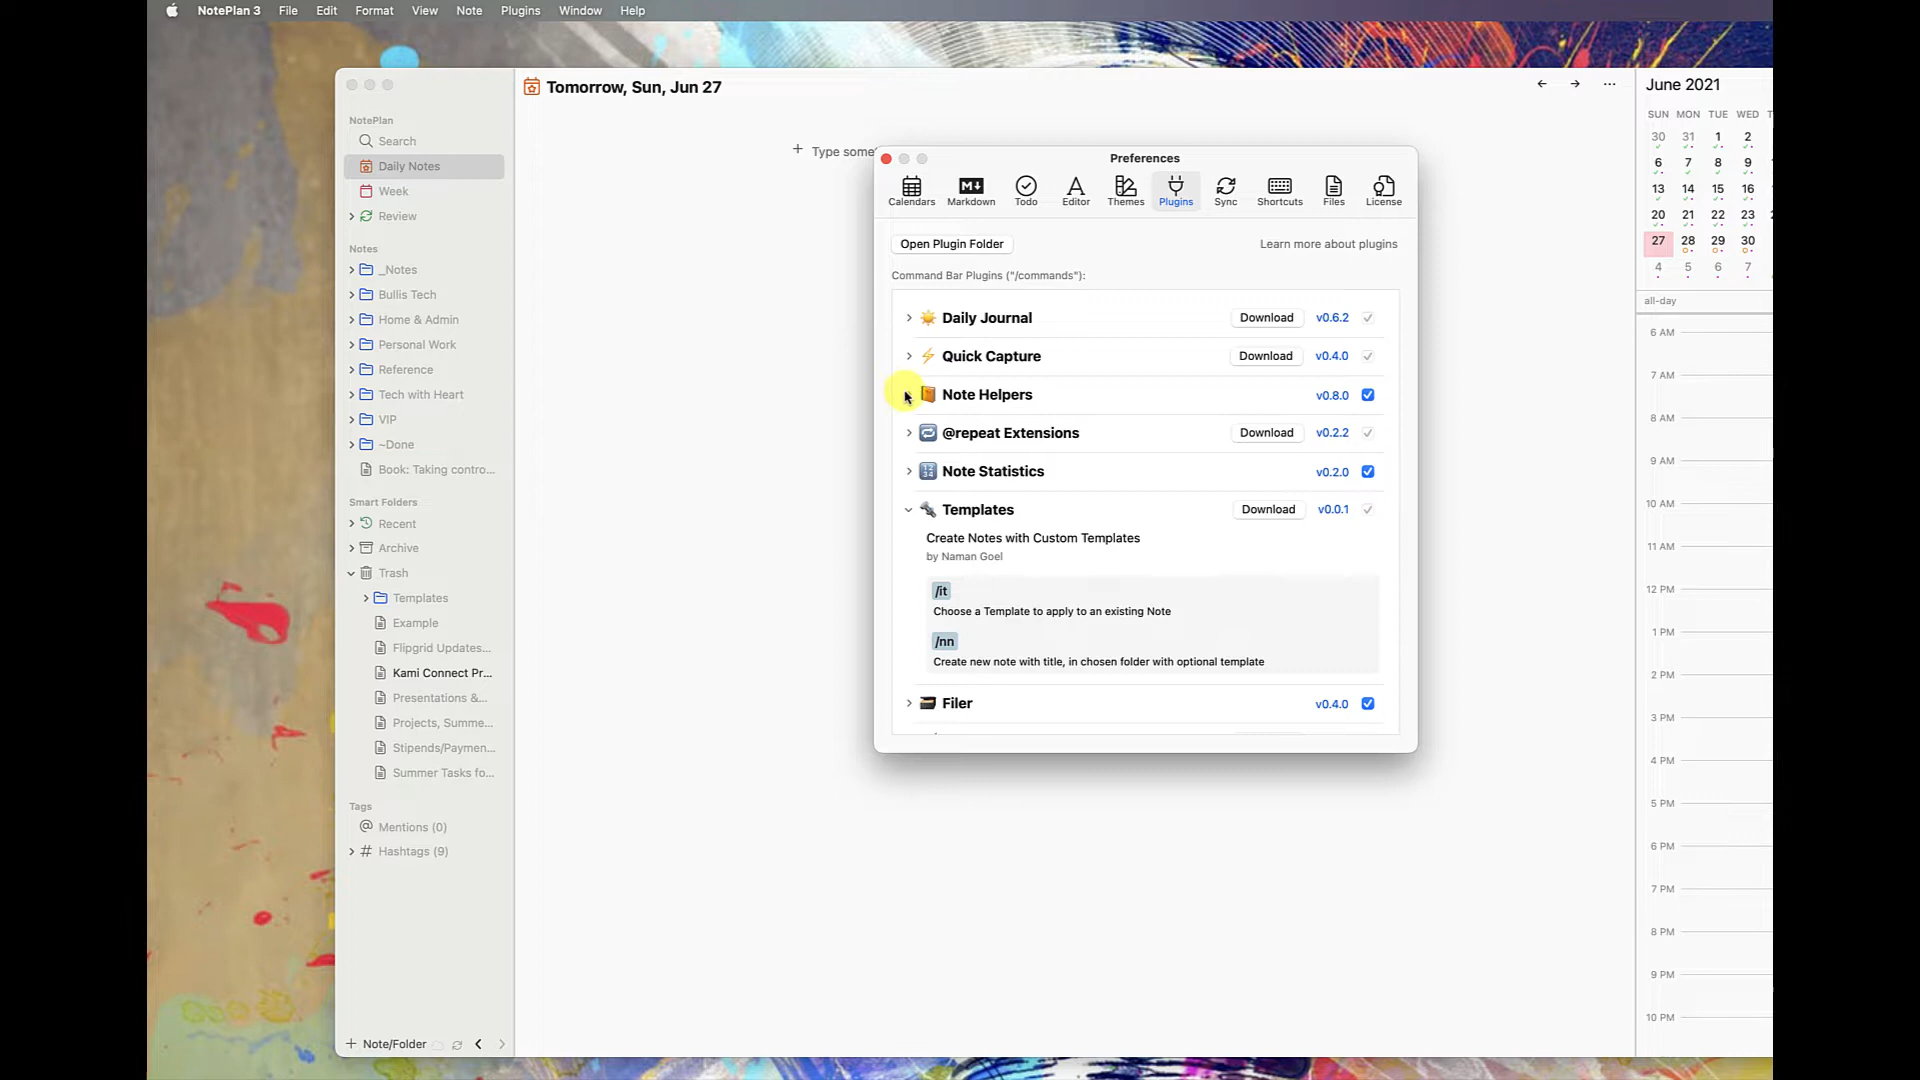 NotePlan 3 File Edit Format View Note Plugins Window Help
NotePlan
Search
Daily Notes
Week
Review
Notes
_Notes
Bullis Tech
Home & Admin
Personal Work
Reference
Tech with Heart
VIP
~Done
Book: Taking contro...
Smart Folders
Recent
Archive
Trash
Templates
Example
Flipgrid Updates...
Kami Connect Pr...
Presentations &...
Projects, Summe...
Stipends/Paymen...
Summer Tasks fo...
Tags
Mentions (0)
Hashtags (9)
+ Note/Folder
Tomorrow, Sun, Jun 27
+ Type some
Preferences
Calendars Markdown Todo Editor Themes Plugins Sync Shortcuts Files License
Open Plugin Folder Learn more about plugins
Command Bar Plugins ("/commands"):
Daily Journal Download v0.6.2
Quick Capture Download v0.4.0
Note Helpers v0.8.0
@repeat Extensions Download v0.2.2
Note Statistics v0.2.0
Templates Download v0.0.1
Create Notes with Custom Templates
by Naman Goel
/it
Choose a Template to apply to an existing Note
/nn
Create new note with title, in chosen folder with optional template
Filer v0.4.0
June 2021
SUN MON TUE WED T
30 31 1 2
6 7 8 9
13 14 15 16
20 21 22 23
27 28 29 30
4 5 6 7
all-day
6 AM
7 AM
8 AM
9 AM
10 AM
11 AM
12 PM
1 PM
2 PM
3 PM
4 PM
5 PM
6 PM
7 PM
8 PM
9 PM
10 PM